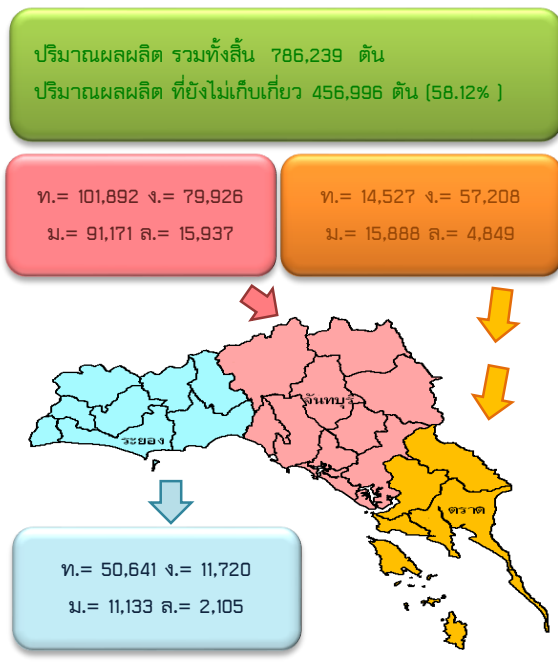 ปริมาณผลผลิต รวมทั้งสิ้น 786,239 ตัน
ปริมาณผลผลิต ที่ยังไม่เก็บเกี่ยว 456,996 ตัน (58.12% )
ท.= 101,892 ง.= 79,926
ม.= 91,171 ล.= 15,937
ท.= 14,527 ง.= 57,208
ม.= 15,888 ล.= 4,849
จันทบุรี
ระยอง
ตราด
ท.= 50,641 ง.= 11,720
ม.= 11,133 ล.= 2,105